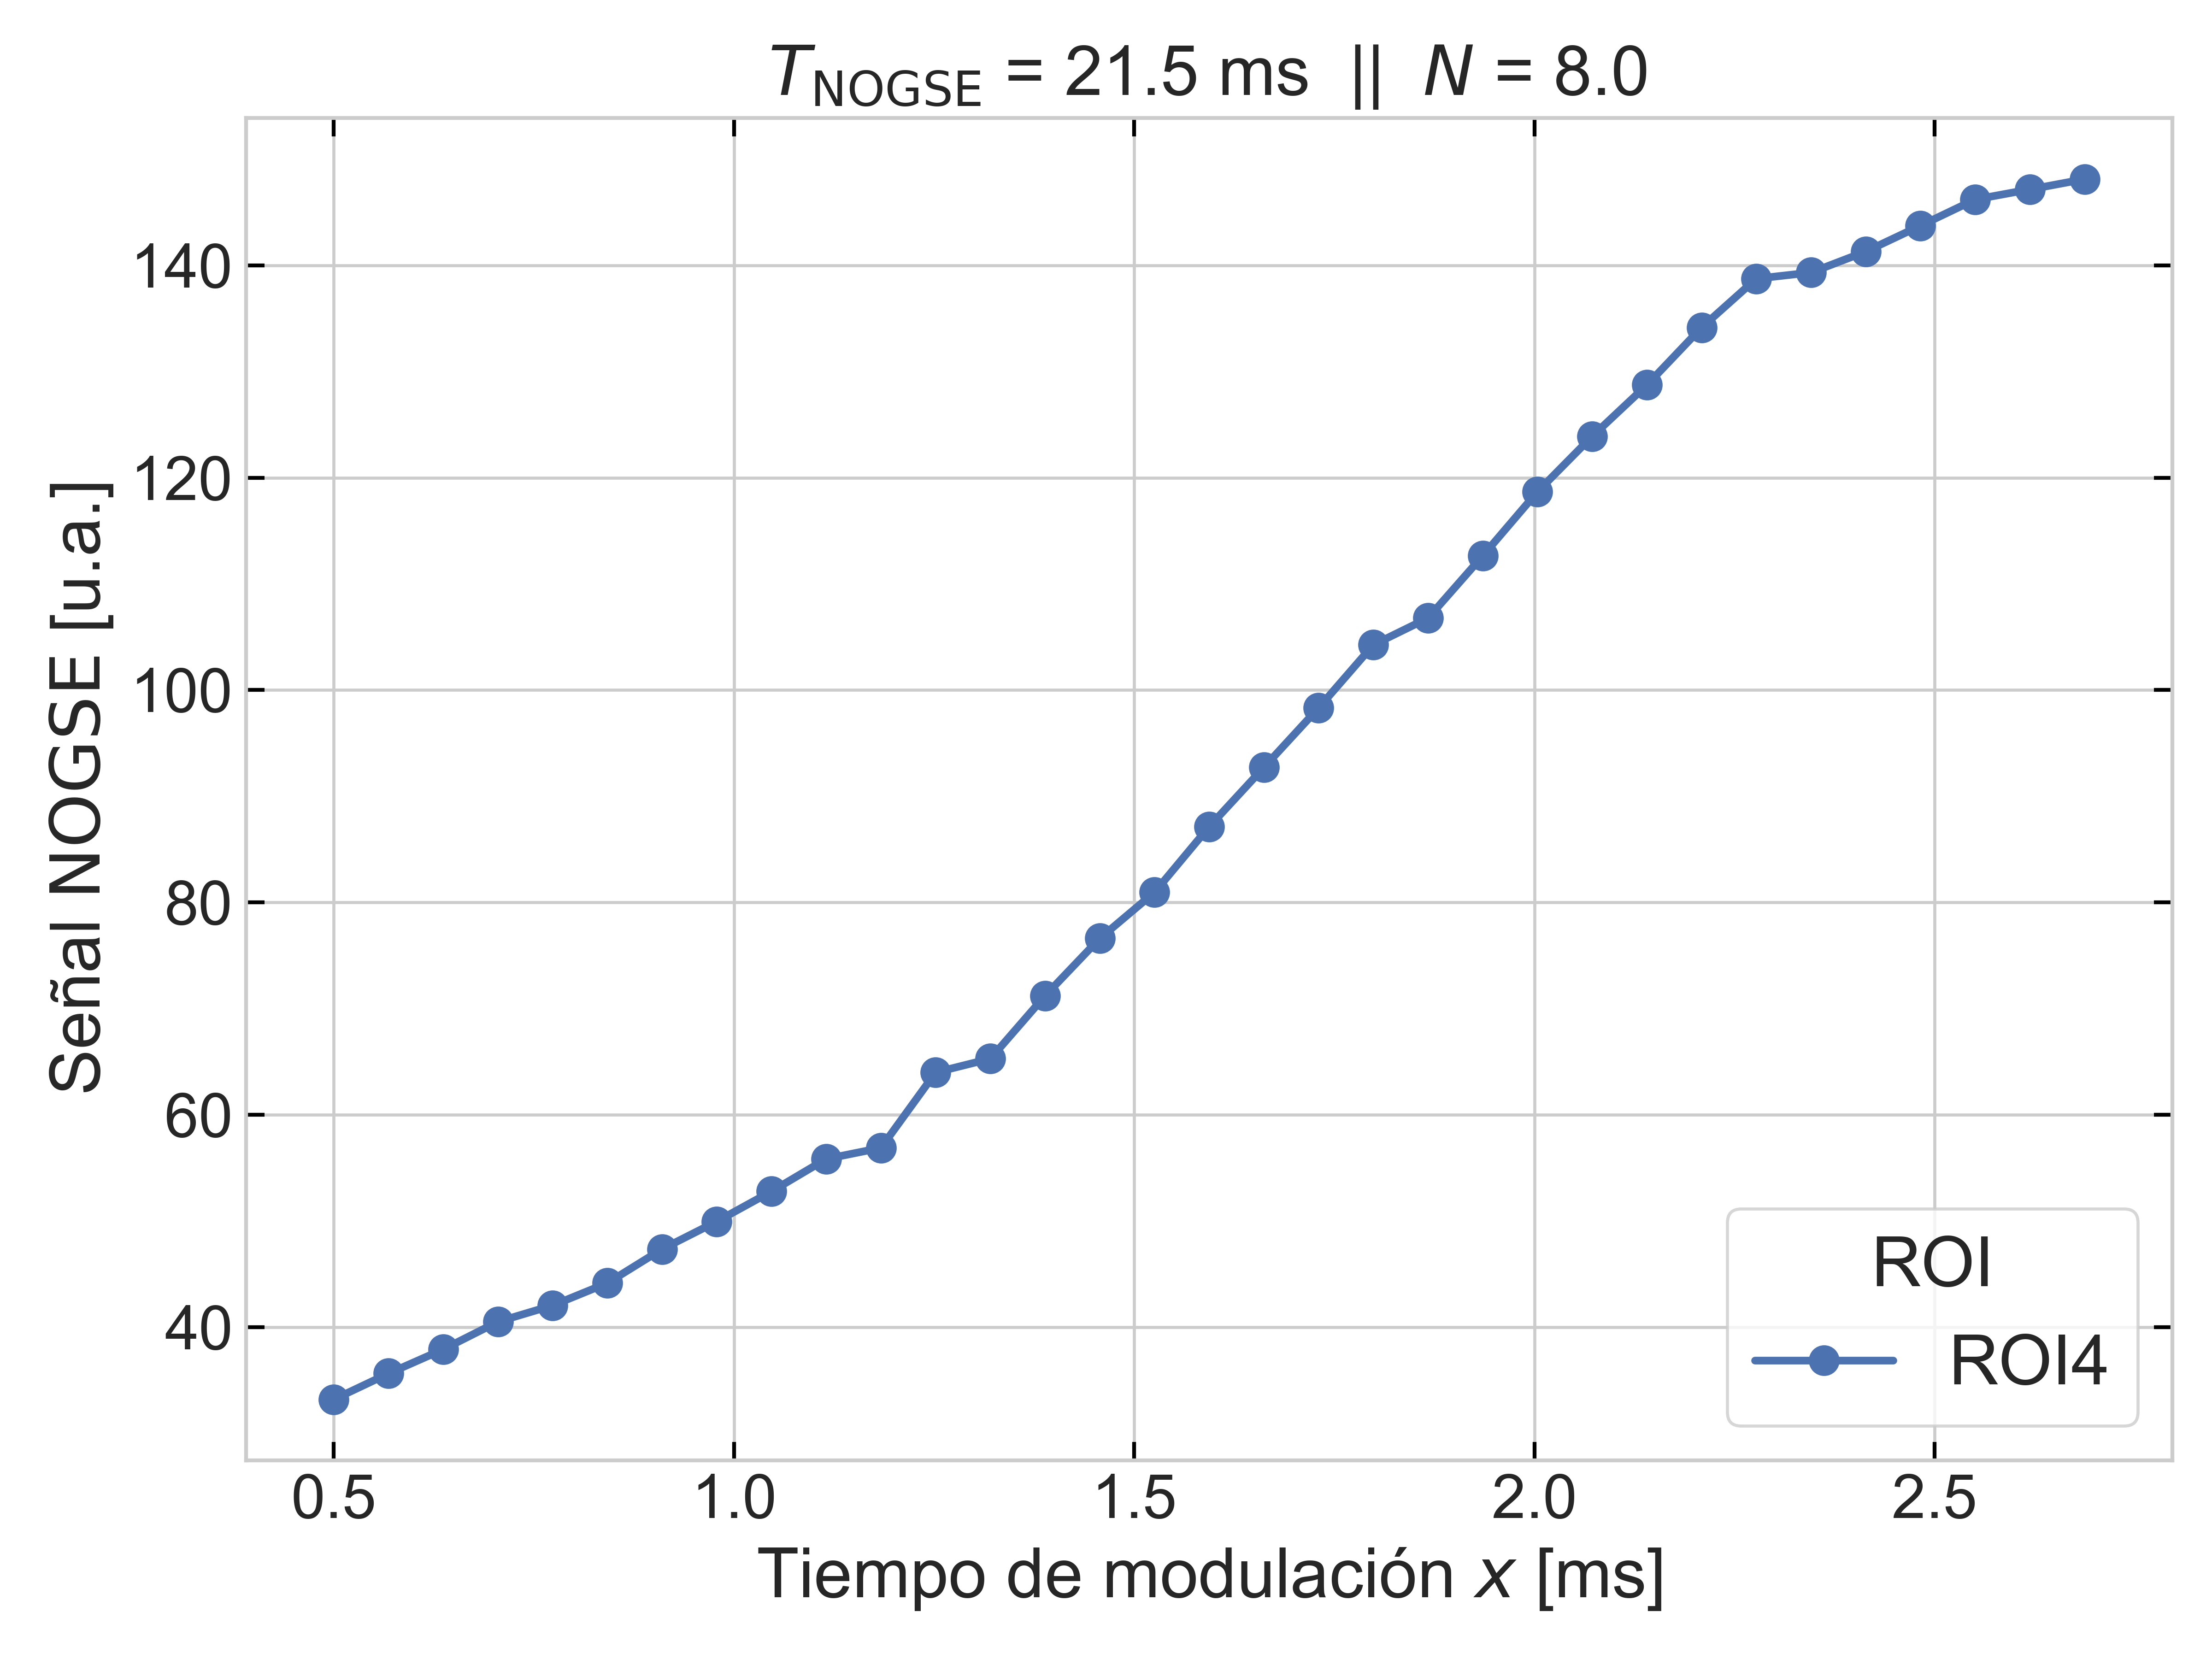 T_NOGSE = 21.5 ms || N = 8.0
Señal NOGSE [u.a.]
140
120
100
80
60
40
ROI
ROI4
0.5 1.0 1.5 2.0 2.5
Tiempo de modulación x [ms]